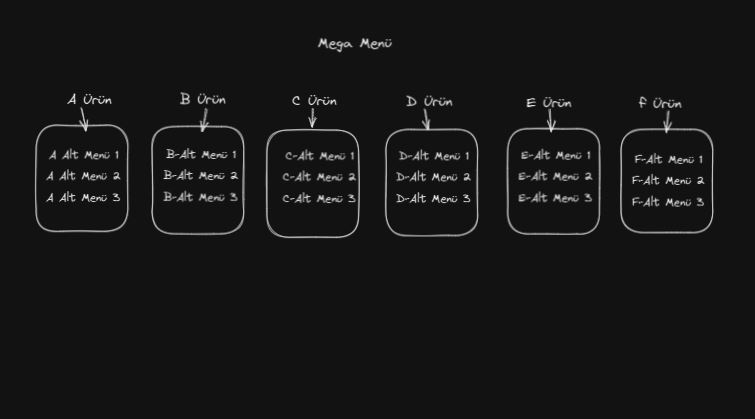 Mega Menü
A Ürün
B Ürün
C Ürün
D Ürün
E Ürün
f Ürün
A Alt Menü 1
A Alt Menü 2
A Alt Menü 3
B-Alt Menü 1
B-Alt Menü 2
B-Alt Menü 3
C-Alt Menü 1
C-Alt Menü 2
C-Alt Menü 3
D-Alt Menü 1
D-Alt Menü 2
D-Alt Menü 3
E-Alt Menü 1
E-Alt Menü 2
E-Alt Menü 3
F-Alt Menü 1
F-Alt Menü 2
F-Alt Menü 3